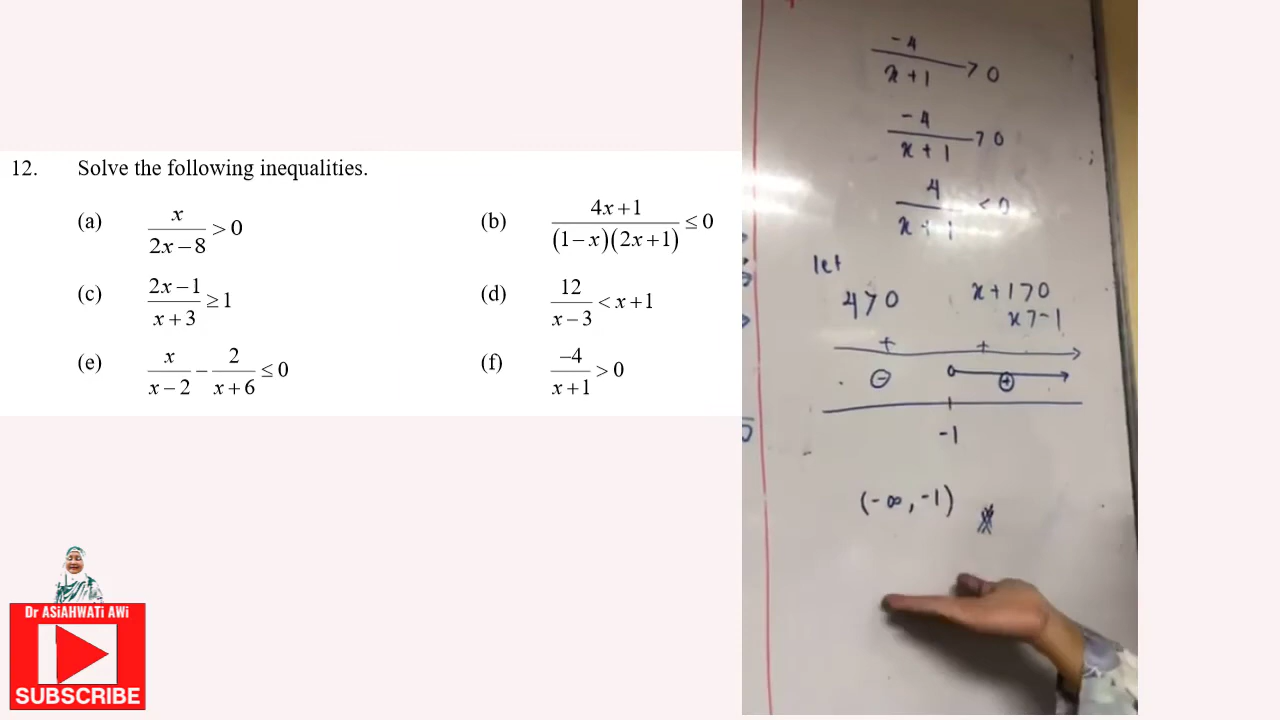 12. Solve the following inequalities.
(a) x/(2x−8) > 0 (b) (4x+1)/((1−x)(2x+1)) ≤ 0
(c) (2x−1)/(x+3) ≥ 1 (d) 12/(x−3) < x+1
(e) x/(x−2) − 2/(x+6) ≤ 0 (f) −4/(x+1) > 0
Dr ASiAHWATi AWi
SUBSCRIBE
-4/(x+1) > 0
-4/(x+1) > 0
4/(x+1) < 0
let
4>0 x+1>0
x>-1
+ +
- +
-1
(-∞, -1)